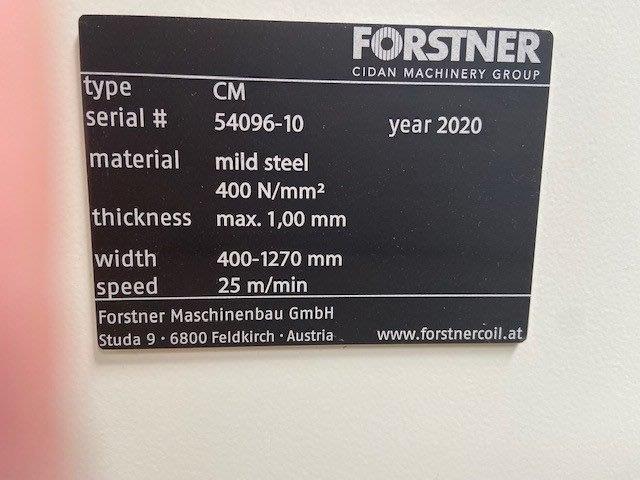 FORSTNER
CIDAN MACHINERY GROUP
type CM
serial # 54096-10 year 2020
material mild steel
400 N/mm²
thickness max. 1,00 mm
width 400-1270 mm
speed 25 m/min
Forstner Maschinenbau GmbH
Studa 9 · 6800 Feldkirch · Austria www.forstnercoil.at